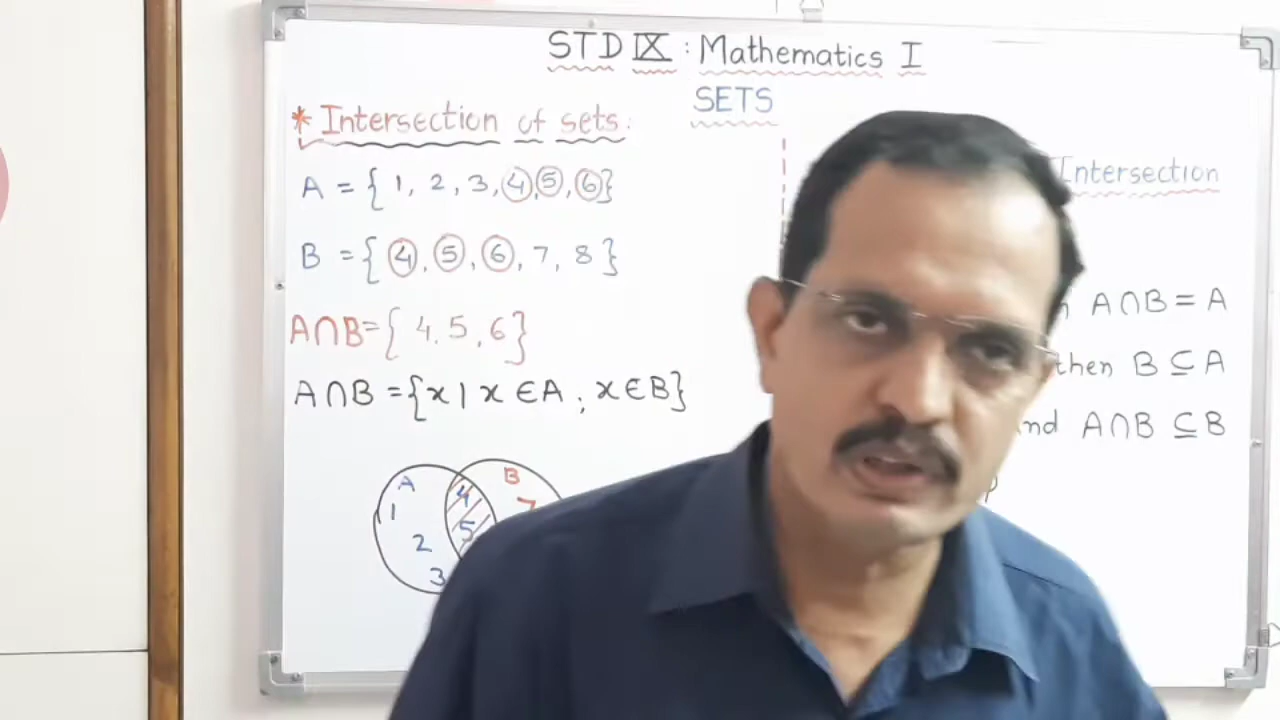 STD IX : Mathematics I
SETS
* Intersection of sets:
A = { 1, 2, 3, 4, 5, 6}
B = { 4, 5, 6, 7, 8 }
A∩B={ 4, 5, 6}
A∩B ={x | x ∈A, x∈B}
A
1
2
3
4
5
B
7
Intersection
A∩B = A
then B ⊆ A
A∩B ⊆ B